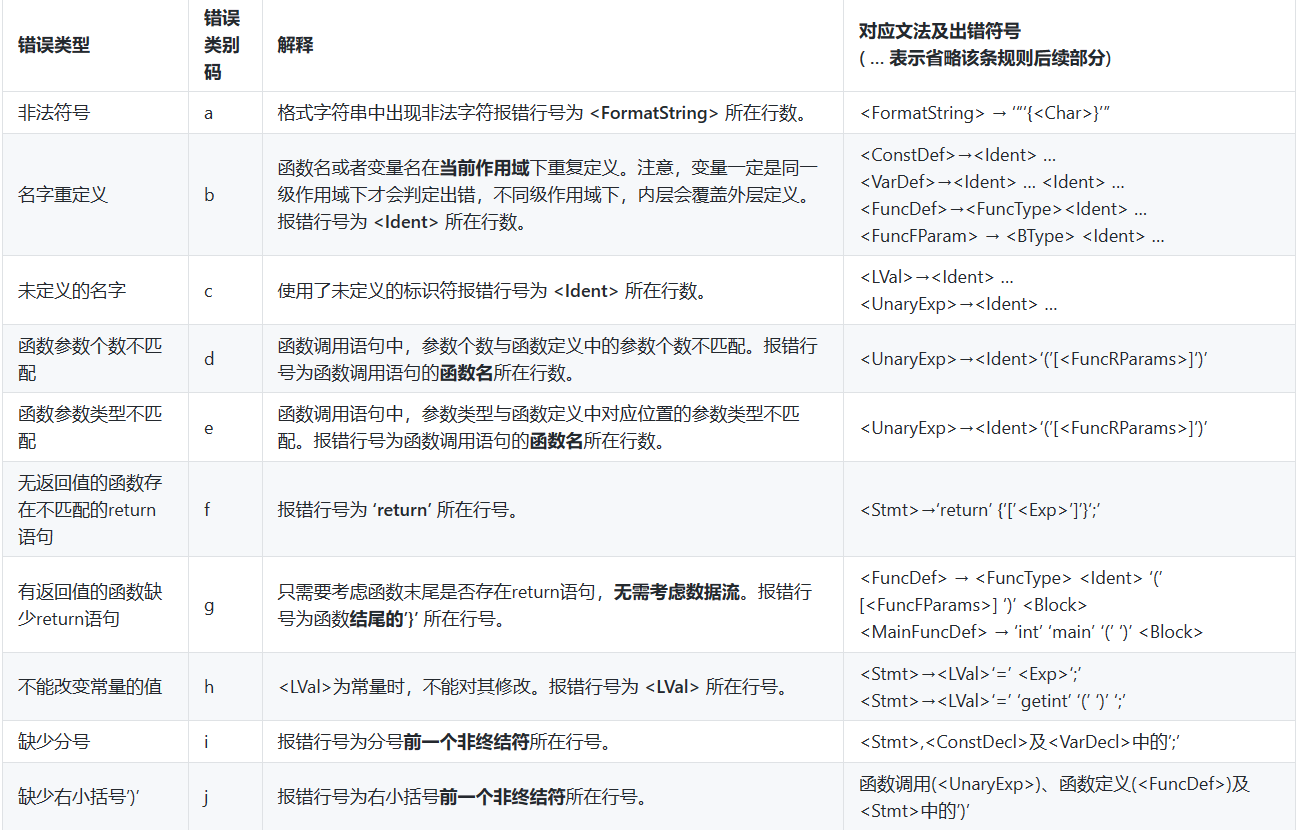 错误类型
错误
类别
码
解释
对应文法及出错符号
( ... 表示省略该条规则后续部分)
非法符号
a
格式字符串中出现非法字符报错行号为 <FormatString> 所在行数。
<FormatString> → ‘“‘{<Char>}’”
名字重定义
b
函数名或者变量名在当前作用域下重复定义。注意，变量一定是同一
级作用域下才会判定出错，不同级作用域下，内层会覆盖外层定义。
报错行号为 <Ident> 所在行数。
<ConstDef>→<Ident> …
<VarDef>→<Ident> … <Ident> …
<FuncDef>→<FuncType><Ident> …
<FuncFParam> → <BType> <Ident> …
未定义的名字
c
使用了未定义的标识符报错行号为 <Ident> 所在行数。
<LVal>→<Ident> …
<UnaryExp>→<Ident> …
函数参数个数不匹
配
d
函数调用语句中，参数个数与函数定义中的参数个数不匹配。报错行
号为函数调用语句的函数名所在行数。
<UnaryExp>→<Ident>‘(’[<FuncRParams>]‘)’
函数参数类型不匹
配
e
函数调用语句中，参数类型与函数定义中对应位置的参数类型不匹
配。报错行号为函数调用语句的函数名所在行数。
<UnaryExp>→<Ident>‘(’[<FuncRParams>]‘)’
无返回值的函数存
在不匹配的return
语句
f
报错行号为 ‘return’ 所在行号。
<Stmt>→‘return’ {‘[’<Exp>‘]’}‘;’
有返回值的函数缺
少return语句
g
只需要考虑函数末尾是否存在return语句，无需考虑数据流。报错行
号为函数结尾的’}’ 所在行号。
<FuncDef> → <FuncType> <Ident> ‘(’
[<FuncFParams>] ‘)’ <Block>
<MainFuncDef> → ‘int’ ‘main’ ‘(’ ‘)’ <Block>
不能改变常量的值
h
<LVal>为常量时，不能对其修改。报错行号为 <LVal> 所在行号。
<Stmt>→<LVal>‘=’ <Exp>‘;’
<Stmt>→<LVal>‘=’ ‘getint’ ‘(’ ‘)’ ‘;’
缺少分号
i
报错行号为分号前一个非终结符所在行号。
<Stmt>,<ConstDecl>及<VarDecl>中的’;’
缺少右小括号’)’
j
报错行号为右小括号前一个非终结符所在行号。
函数调用(<UnaryExp>)、函数定义(<FuncDef>)及
<Stmt>中的’)’